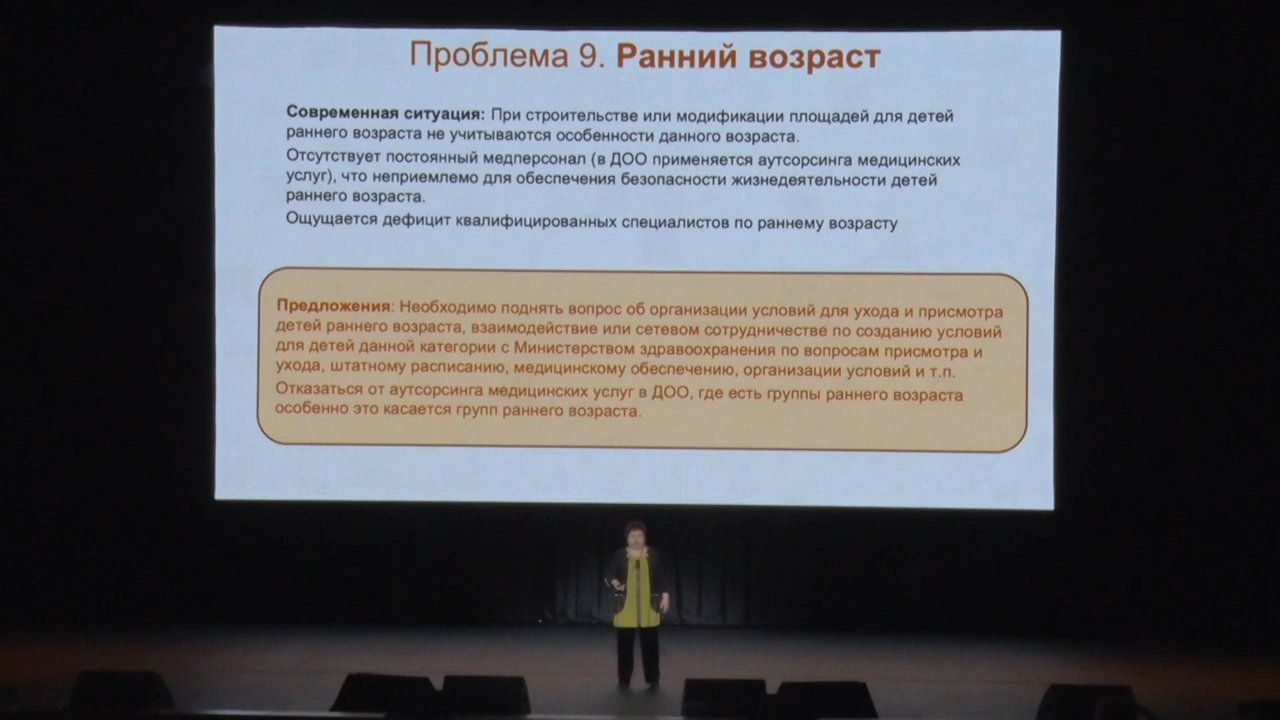 Проблема 9. Ранний возраст
Современная ситуация: При строительстве или модификации площадей для детей
раннего возраста не учитываются особенности данного возраста.
Отсутствует постоянный медперсонал (в ДОО применяется аутсорсинга медицинских
услуг), что неприемлемо для обеспечения безопасности жизнедеятельности детей
раннего возраста.
Ощущается дефицит квалифицированных специалистов по раннему возрасту
Предложения: Необходимо поднять вопрос об организации условий для ухода и присмотра
детей раннего возраста, взаимодействие или сетевом сотрудничестве по созданию условий
для детей данной категории с Министерством здравоохранения по вопросам присмотра и
ухода, штатному расписанию, медицинскому обеспечению, организации условий и т.п.
Отказаться от аутсорсинга медицинских услуг в ДОО, где есть группы раннего возраста
особенно это касается групп раннего возраста.